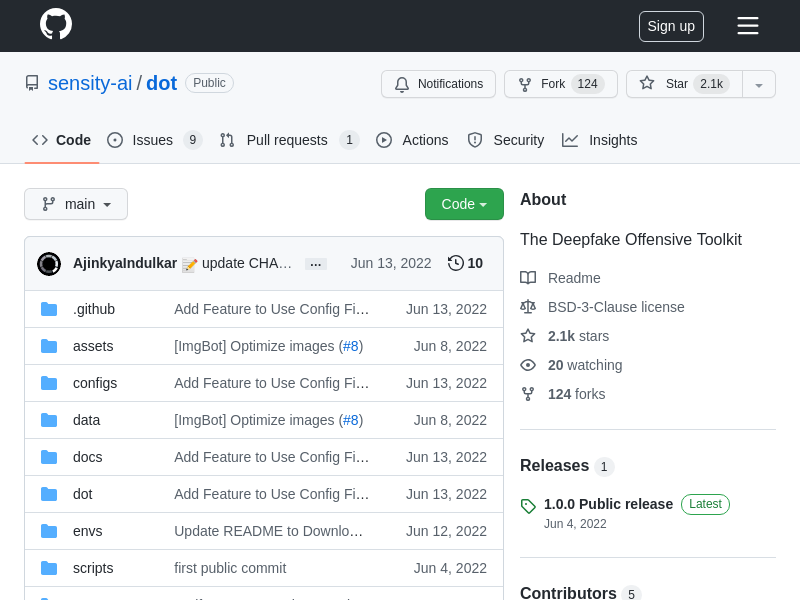 Sign up
sensity-ai / dot Public
Notifications Fork 124 Star 2.1k
Code Issues 9 Pull requests 1 Actions Security Insights
main Code
AjinkyaIndulkar 📝 update CHA… … Jun 13, 2022 10
.github Add Feature to Use Config Fi… Jun 13, 2022
assets [ImgBot] Optimize images (#8) Jun 8, 2022
configs Add Feature to Use Config Fi… Jun 13, 2022
data [ImgBot] Optimize images (#8) Jun 8, 2022
docs Add Feature to Use Config Fi… Jun 13, 2022
dot Add Feature to Use Config Fi… Jun 13, 2022
envs Update README to Downlo… Jun 12, 2022
scripts first public commit Jun 4, 2022
About
The Deepfake Offensive Toolkit
Readme
BSD-3-Clause license
2.1k stars
20 watching
124 forks
Releases 1
1.0.0 Public release Latest
Jun 4, 2022
Contributors 5